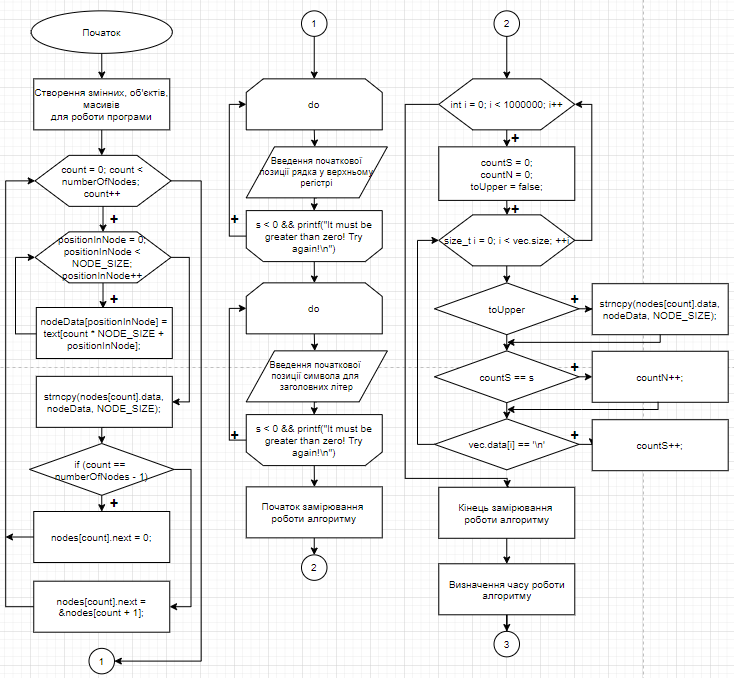 Початок
Створення змінних, об'єктів,
масивів
для роботи програми
count = 0; count <
numberOfNodes;
count++
+
positionInNode = 0;
positionInNode <
NODE_SIZE;
positionInNode++
+
nodeData[positionInNode] =
text[count * NODE_SIZE +
positionInNode];
strncpy(nodes[count].data,
nodeData, NODE_SIZE);
if (count ==
numberOfNodes - 1)
+
nodes[count].next = 0;
nodes[count].next =
&nodes[count + 1];
1
1
do
Введення початкової
позиції рядка у верхньому
регістрі
+
s < 0 && printf("It must be
greater than zero! Try
again!\n")
do
Введення початкової
позиції символа для
заголовних літер
+
s < 0 && printf("It must be
greater than zero! Try
again!\n")
Початок замірювання
роботи алгоритму
2
2
int i = 0; i < 1000000; i++
+
countS = 0;
countN = 0;
toUpper = false;
+
size_t i = 0; i < vec.size; ++i
toUpper
+
strncpy(nodes[count].data,
nodeData, NODE_SIZE);
countS == s
+
countN++;
vec.data[i] == '\n'
+
countS++;
Кінець замірювання
роботи алгоритму
Визначення часу роботи
алгоритму
3